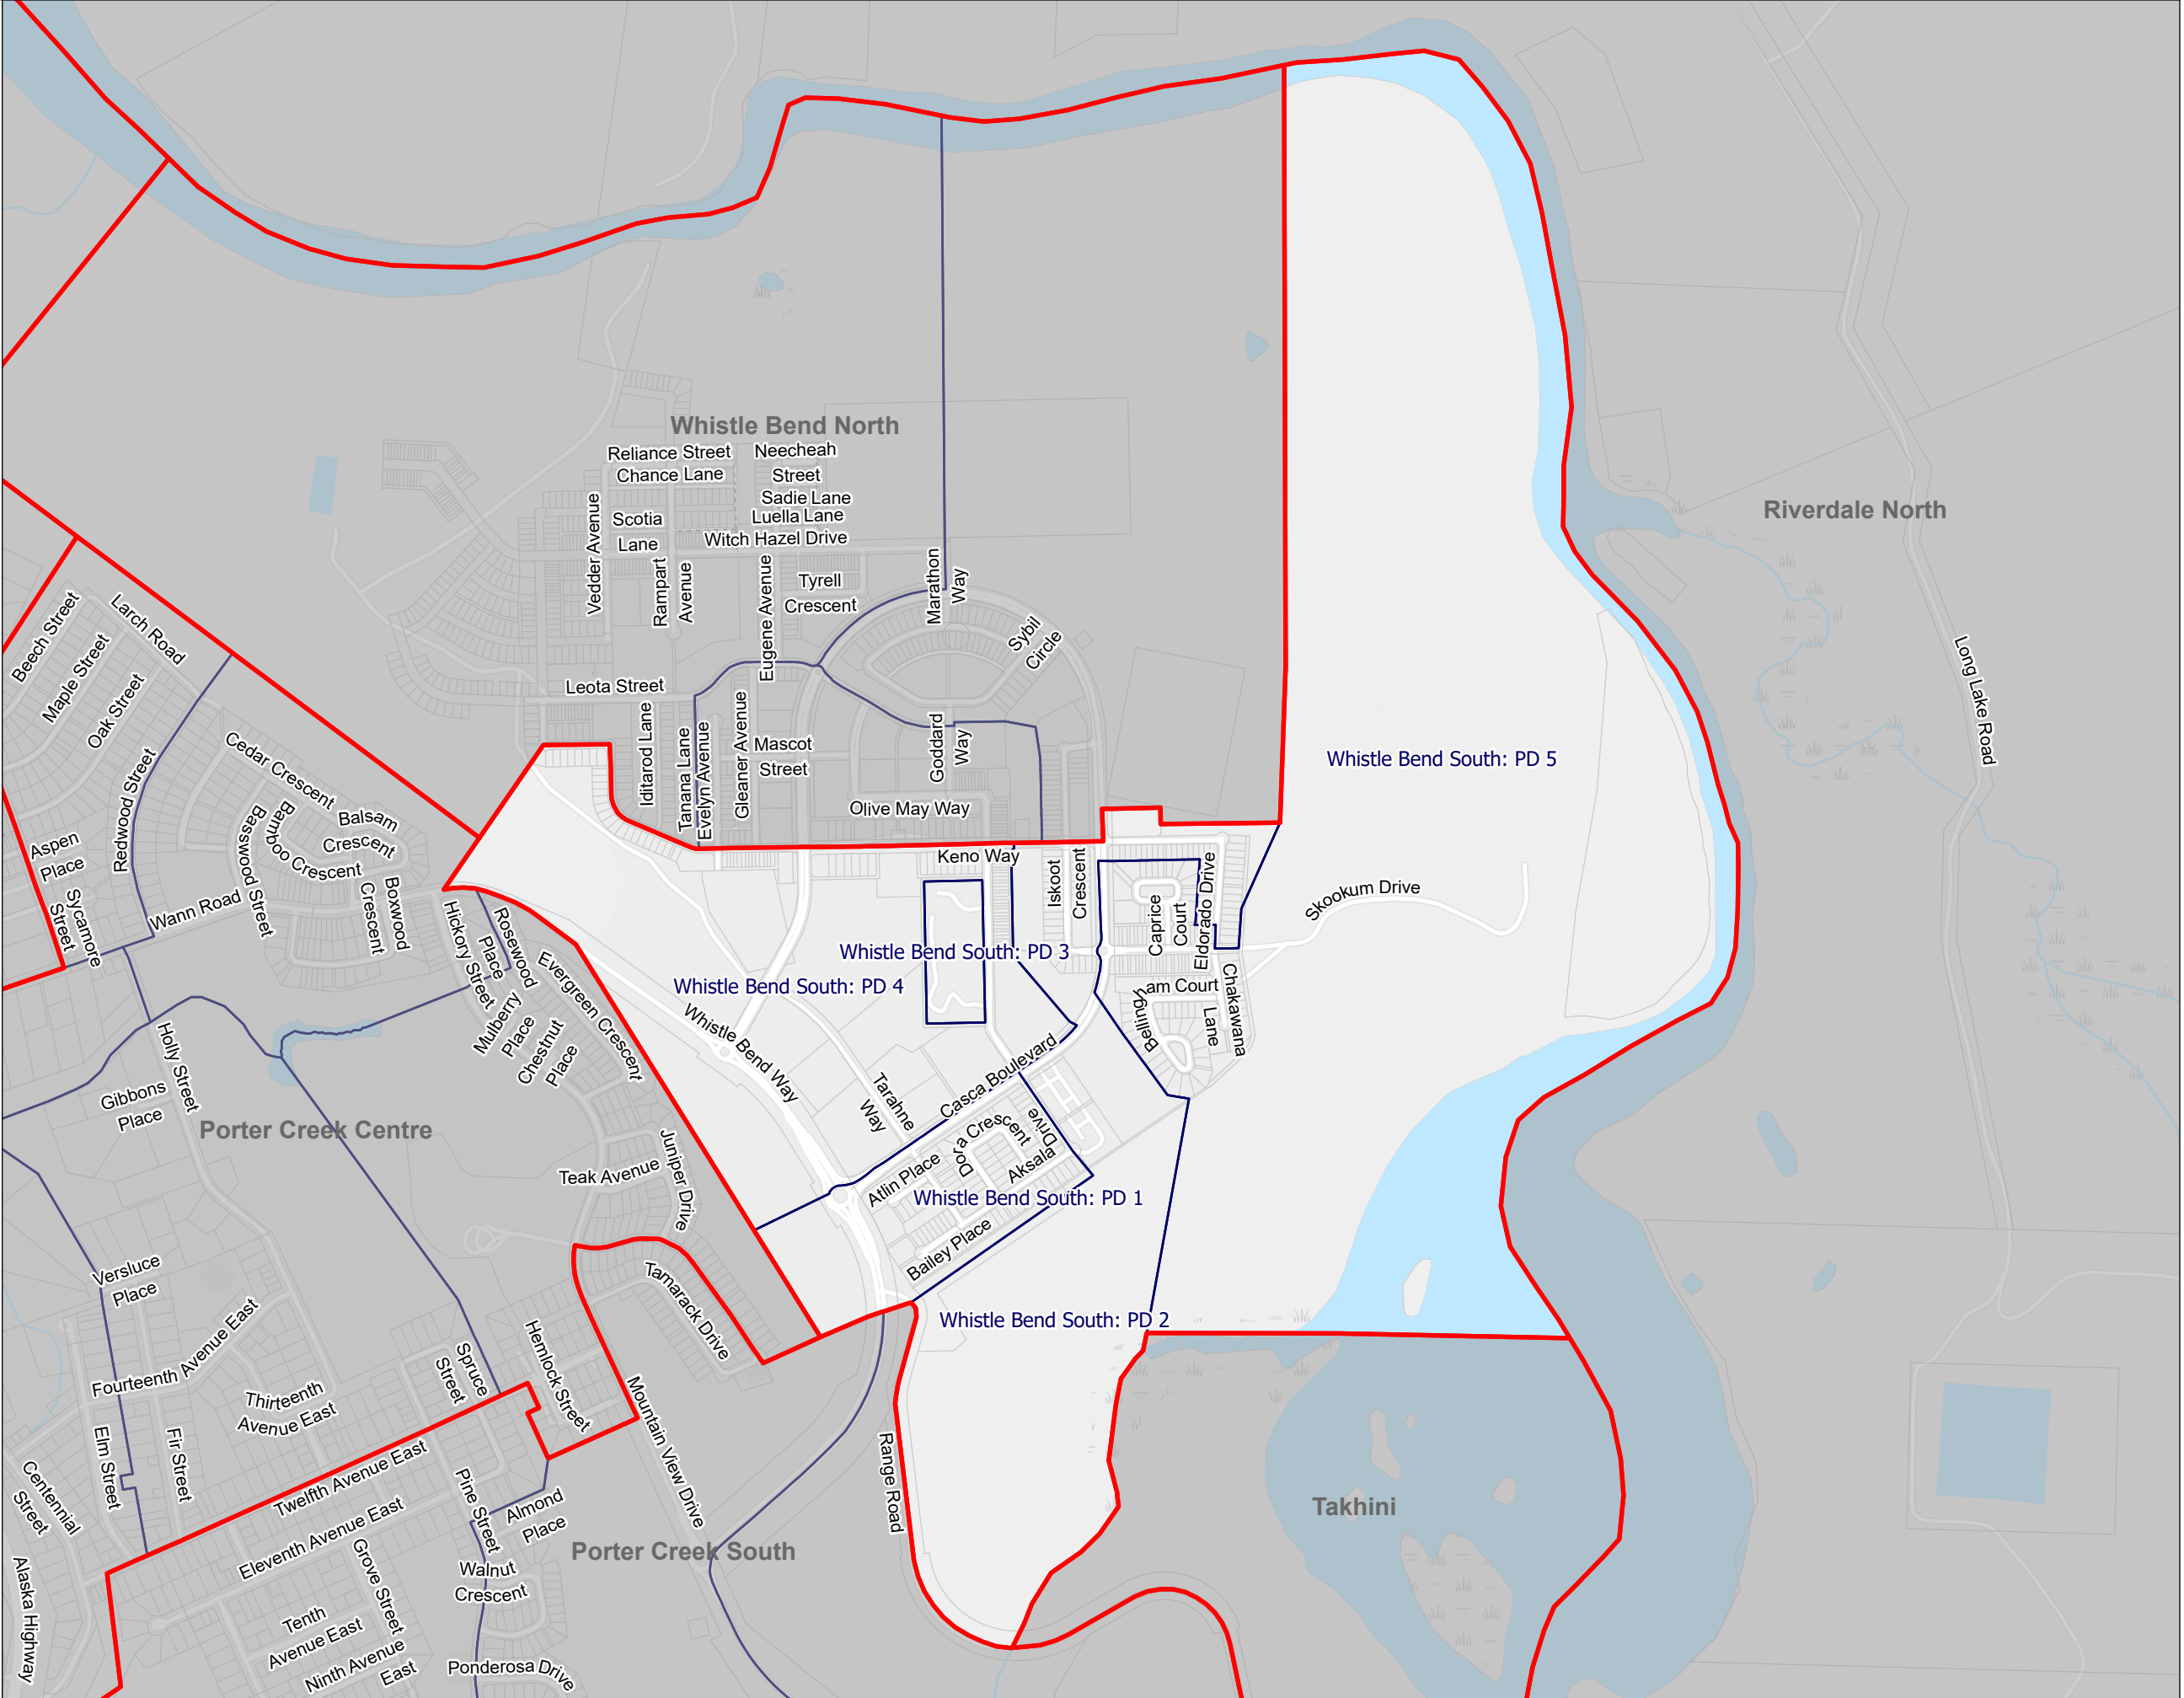 Whistle Bend North
Reliance Street
Neecheah
Street
Chance Lane
Sadie Lane
Luella Lane
Scotia
Lane
Witch Hazel Drive
Vedder Avenue
Rampart
Avenue
Eugene Avenue
Tyrell
Crescent
Marathon
Way
Sybil
Circle
Riverdale North
Long Lake Road
Larch Road
Beech Street
Maple Street
Oak Street
Leota Street
Iditarod Lane
Tanana Lane
Evelyn Avenue
Gleaner Avenue
Mascot
Street
Goddard
Way
Olive May Way
Whistle Bend South: PD 5
Cedar Crescent
Redwood Street
Balsam
Crescent
Bamboo Crescent
Basswood Street
Boxwood
Crescent
Aspen
Place
Sycamore
Street
Wann Road
Keno Way
Iskoot
Crescent
Caprice
Court
Eldorado Drive
Skookum Drive
Hickory Street
Rosewood
Place
Evergreen Crescent
Mulberry
Place
Chestnut
Place
Whistle Bend South: PD 3
Whistle Bend South: PD 4
Whistle Bend Way
Tarahne
Way
Casca Boulevard
am Court
Belling
Chakawana
Lane
Holly Street
Gibbons
Place
Porter Creek Centre
Teak Avenue
Juniper Drive
Atlin Place
Dora Crescent
Aksala
Drive
Whistle Bend South: PD 1
Bailey Place
Whistle Bend South: PD 2
Versluce
Place
Tamarack Drive
Fourteenth Avenue East
Thirteenth
Avenue East
Spruce
Street
Hemlock Street
Mountain View Drive
Range Road
Elm Street
Fir Street
Twelfth Avenue East
Eleventh Avenue East
Pine Street
Almond
Place
Centennial
Street
Takhini
Porter Creek South
Walnut
Crescent
Grove Street
Tenth
Avenue East
Ninth Avenue
East
Ponderosa Drive
Alaska Highway